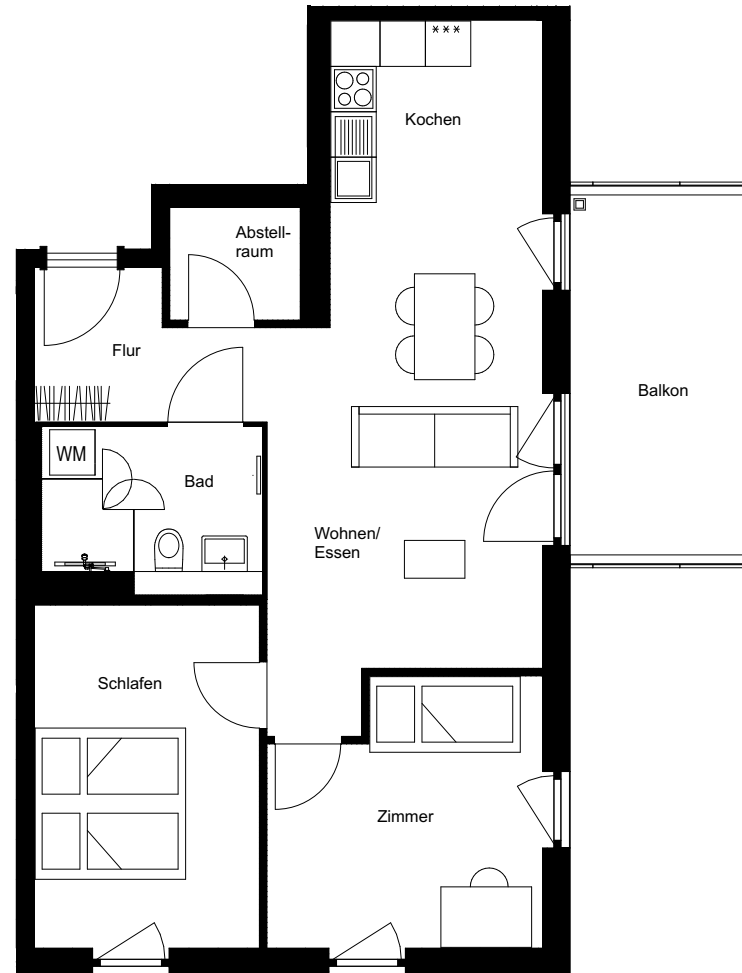 ***
Kochen
Abstell-
raum
Flur
Balkon
WM
Bad
Wohnen/
Essen
Schlafen
Zimmer